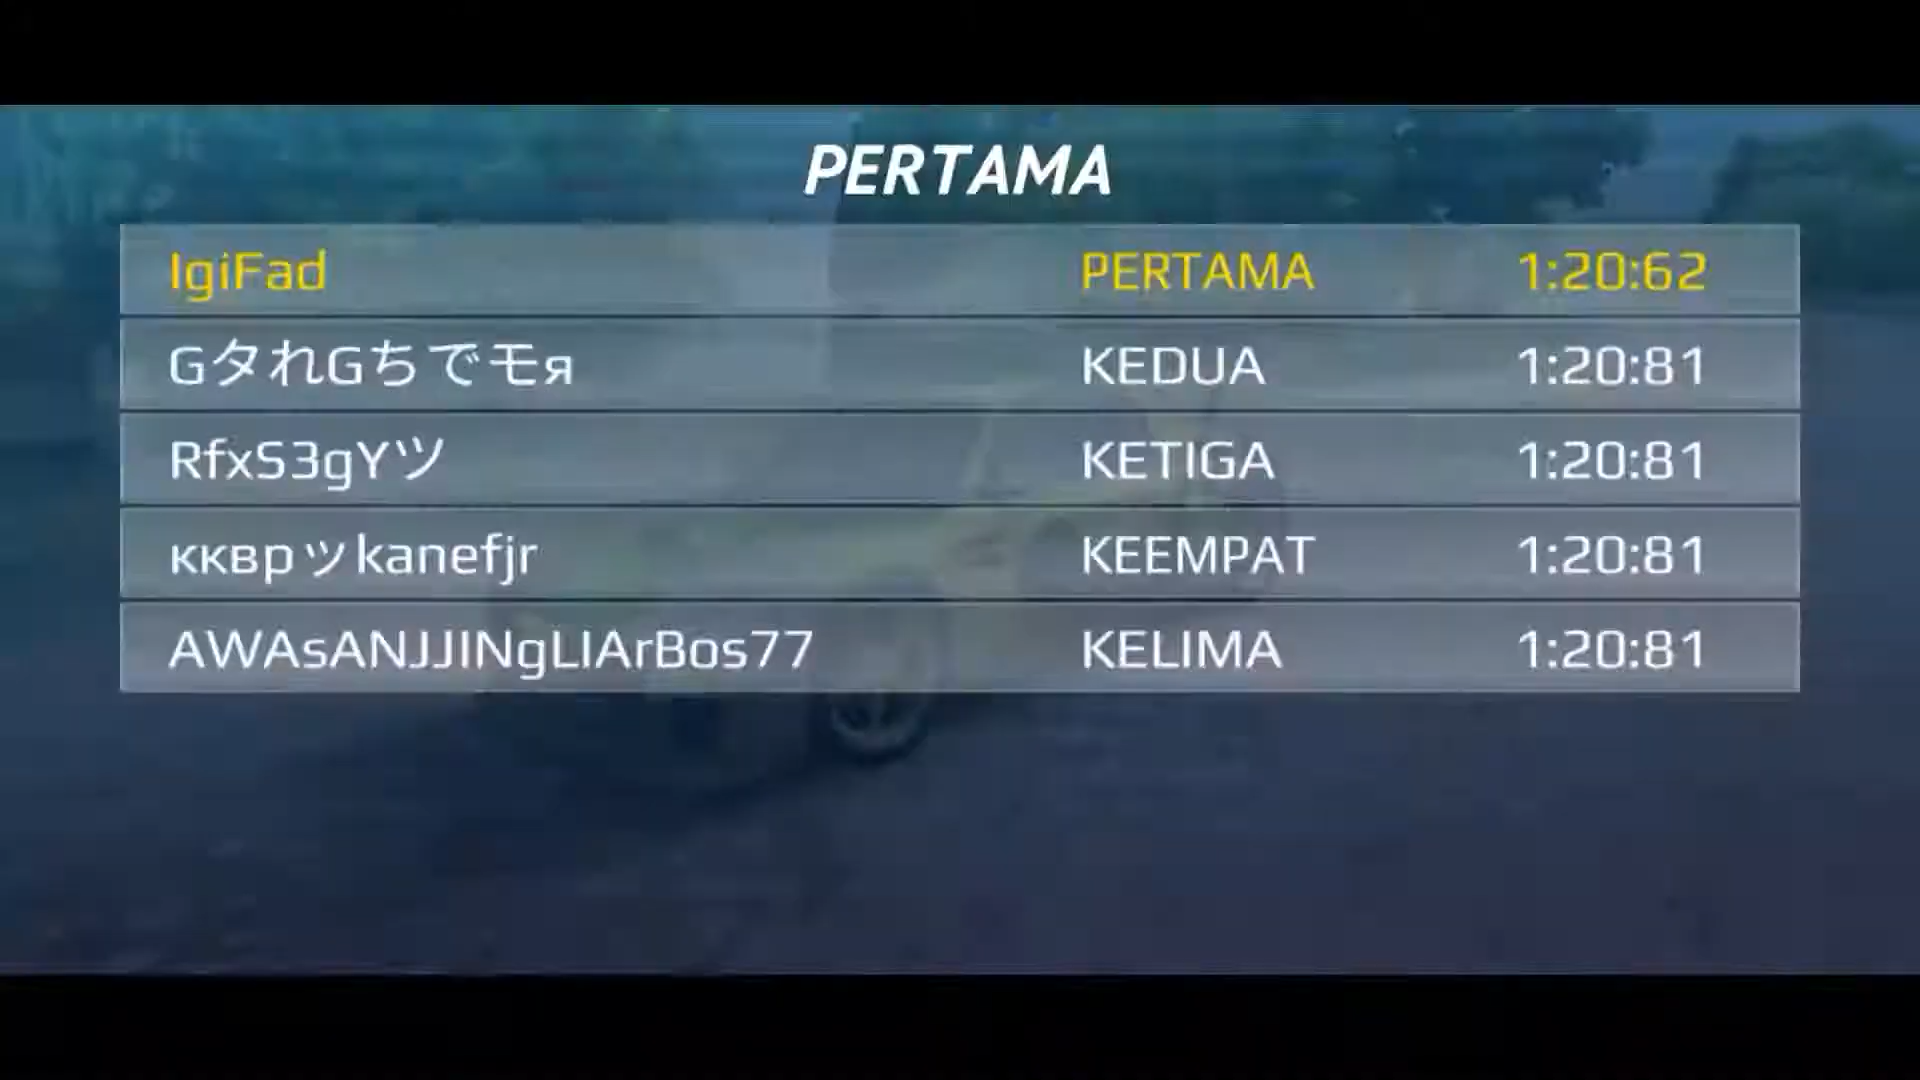 PERTAMA
IgiFad PERTAMA 1:20:62
GタれGちでモя KEDUA 1:20:81
RfxS3gYツ KETIGA 1:20:81
ккврッkanefjr KEEMPAT 1:20:81
AWAsANJJINgLIArBos77 KELIMA 1:20:81